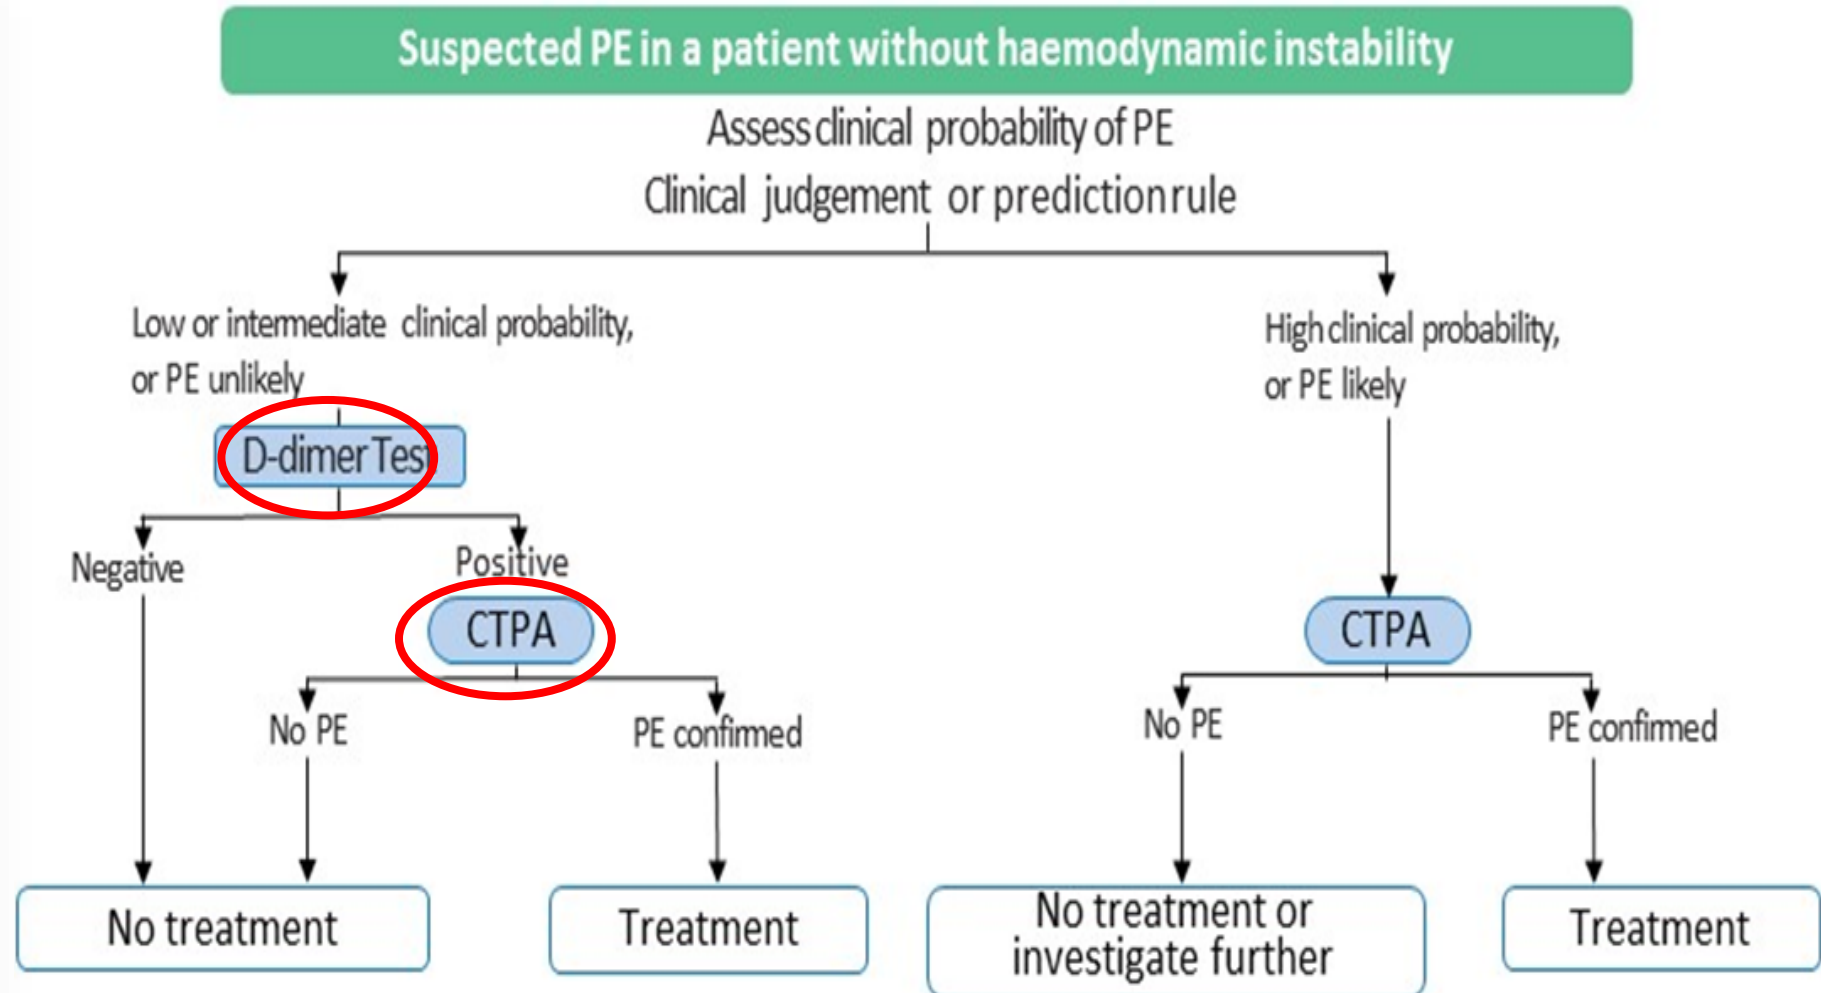 Suspected PE in a patient without haemodynamic instability
Assess clinical probability of PE
Clinical judgement or prediction rule
Low or intermediate clinical probability,
or PE unlikely
High clinical probability,
or PE likely
D-dimer Test
Negative
Positive
CTPA
CTPA
No PE
PE confirmed
No PE
PE confirmed
No treatment
Treatment
No treatment or
investigate further
Treatment